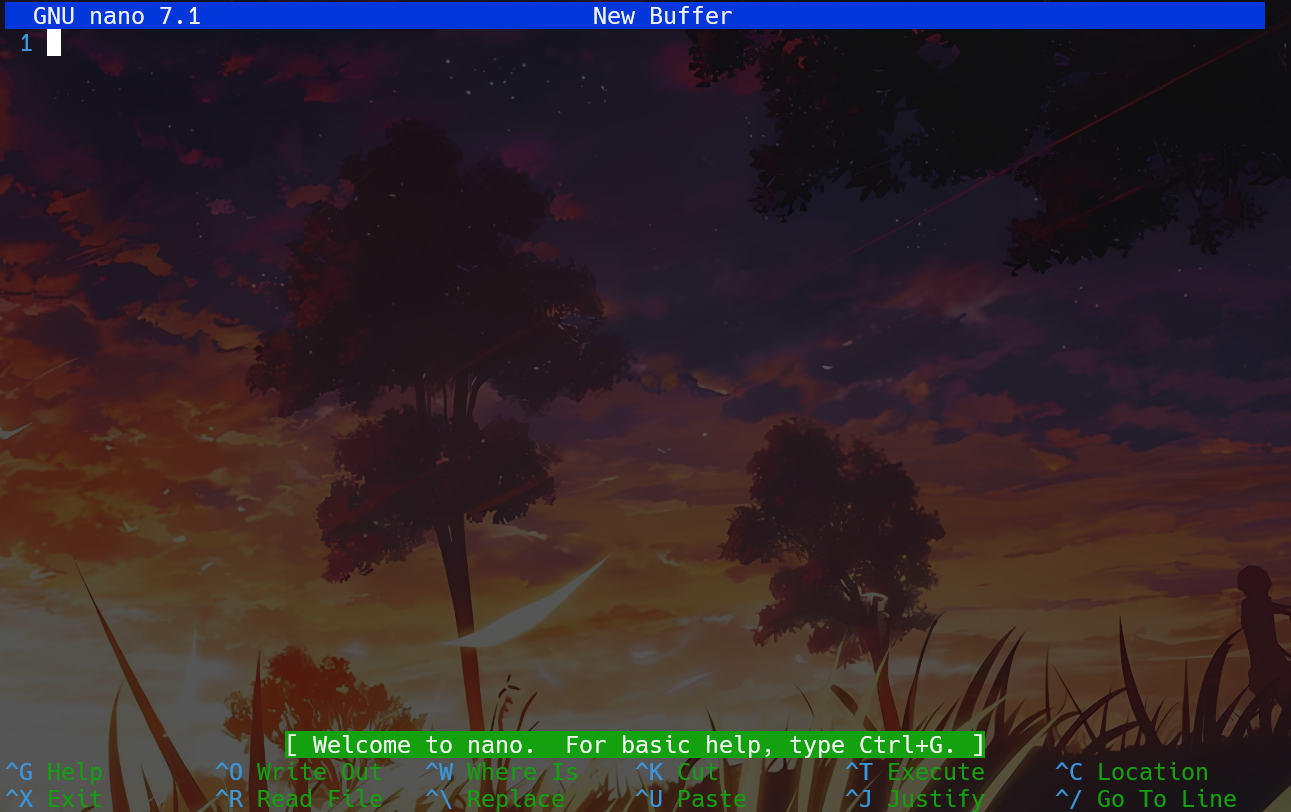 GNU nano 7.1 New Buffer
1
[ Welcome to nano.  For basic help, type Ctrl+G. ]
^G Help ^O Write Out ^W Where Is ^K Cut ^T Execute ^C Location
^X Exit ^R Read File ^\ Replace ^U Paste ^J Justify ^/ Go To Line